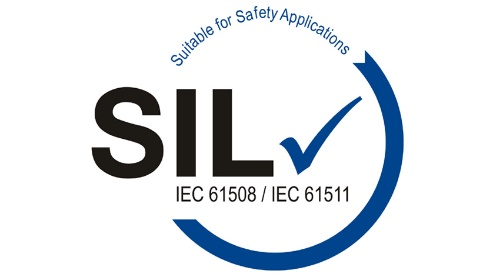 Suitable for Safety Applications
SIL
IEC 61508 / IEC 61511